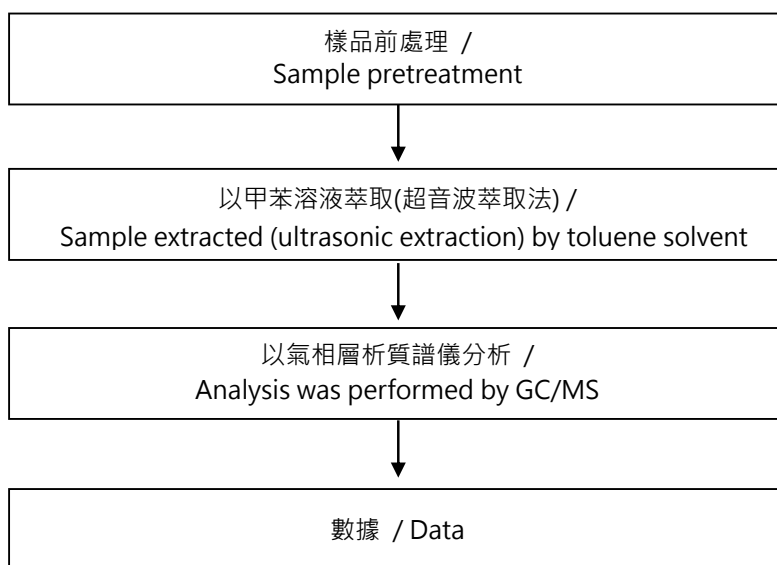 樣品前處理 /
Sample pretreatment
以甲苯溶液萃取(超音波萃取法) /
Sample extracted (ultrasonic extraction) by toluene solvent
以氣相層析質譜儀分析 /
Analysis was performed by GC/MS
數據 / Data